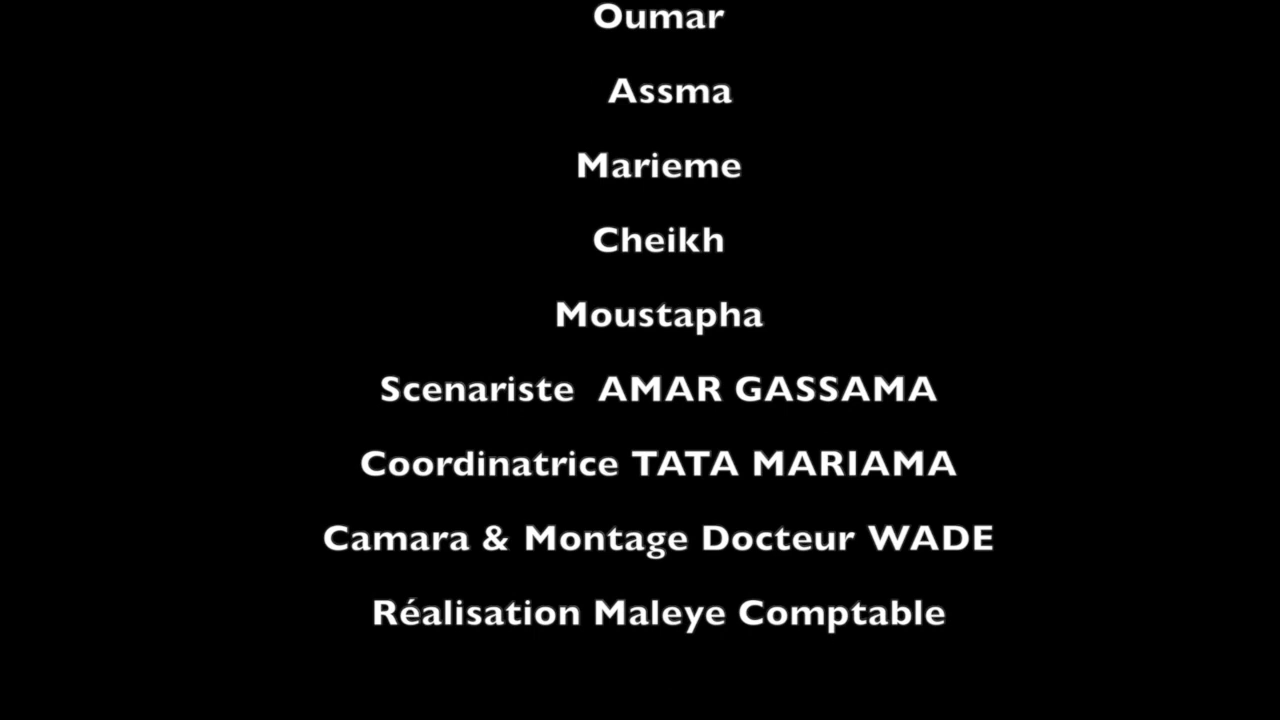 Oumar
Assma
Marieme
Cheikh
Moustapha
Scenariste  AMAR GASSAMA
Coordinatrice TATA MARIAMA
Camara & Montage Docteur WADE
Réalisation Maleye Comptable